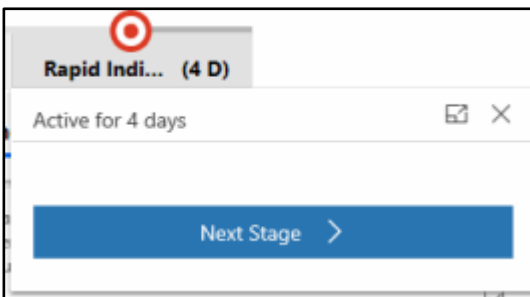 Rapid Indi... (4 D)
Active for 4 days
Next Stage